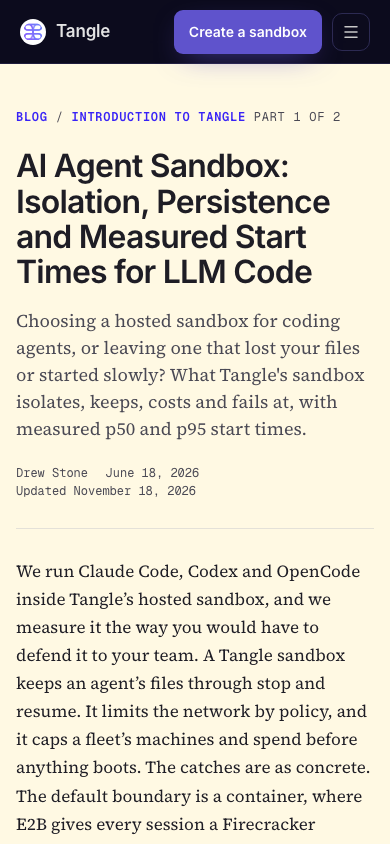 Tangle
Create a sandbox
BLOG / INTRODUCTION TO TANGLE PART 1 OF 2
AI Agent Sandbox:
Isolation, Persistence
and Measured Start
Times for LLM Code
Choosing a hosted sandbox for coding
agents, or leaving one that lost your files
or started slowly? What Tangle's sandbox
isolates, keeps, costs and fails at, with
measured p50 and p95 start times.
Drew Stone June 18, 2026
Updated November 18, 2026
We run Claude Code, Codex and OpenCode
inside Tangle’s hosted sandbox, and we
measure it the way you would have to
defend it to your team. A Tangle sandbox
keeps an agent’s files through stop and
resume. It limits the network by policy, and
it caps a fleet’s machines and spend before
anything boots. The catches are as concrete.
The default boundary is a container, where
E2B gives every session a Firecracker